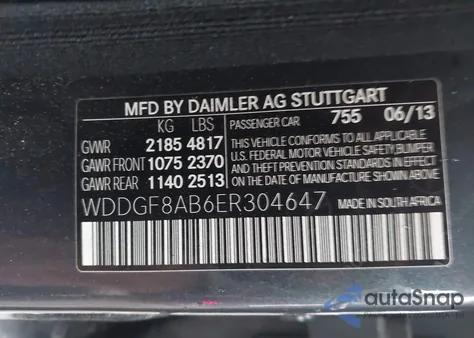 MFD BY DAIMLER AG STUTTGART
KG LBS PASSENGER CAR 755 06/13
GVWR 2185 4817 THIS VEHICLE CONFORMS TO ALL APPLICABLE
GAWR FRONT 1075 2370 U.S. FEDERAL MOTOR VEHICLE SAFETY,BUMPER
GAWR REAR 1140 2513 AND THEFT PREVENTION STANDARDS IN EFFECT
ON THE DATE OF MANUFACTURE SHOWN ABOVE.
WDDGF8AB6ER304647 MADE IN SOUTH AFRICA
autoSnap